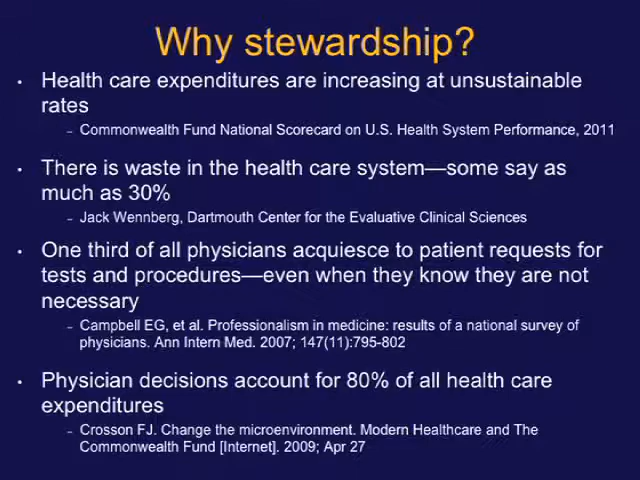 Why stewardship?
• Health care expenditures are increasing at unsustainable
rates
– Commonwealth Fund National Scorecard on U.S. Health System Performance, 2011
• There is waste in the health care system—some say as
much as 30%
– Jack Wennberg, Dartmouth Center for the Evaluative Clinical Sciences
• One third of all physicians acquiesce to patient requests for
tests and procedures—even when they know they are not
necessary
– Campbell EG, et al. Professionalism in medicine: results of a national survey of
physicians. Ann Intern Med. 2007; 147(11):795-802
• Physician decisions account for 80% of all health care
expenditures
– Crosson FJ. Change the microenvironment. Modern Healthcare and The
Commonwealth Fund [Internet]. 2009; Apr 27